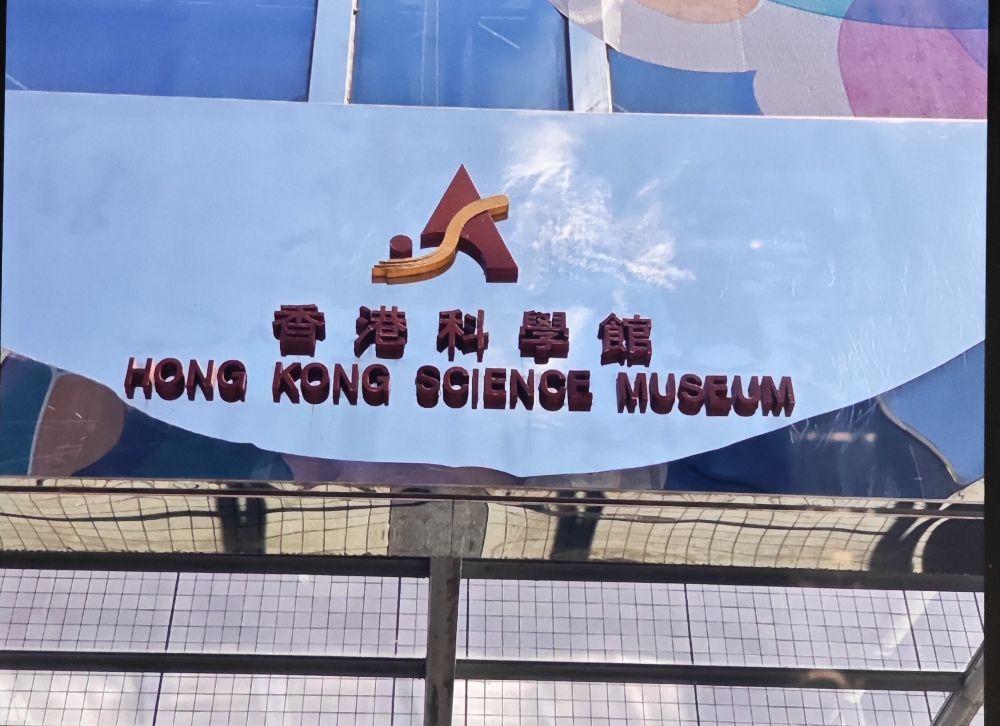 香港科學館
HONG KONG SCIENCE MUSEUM